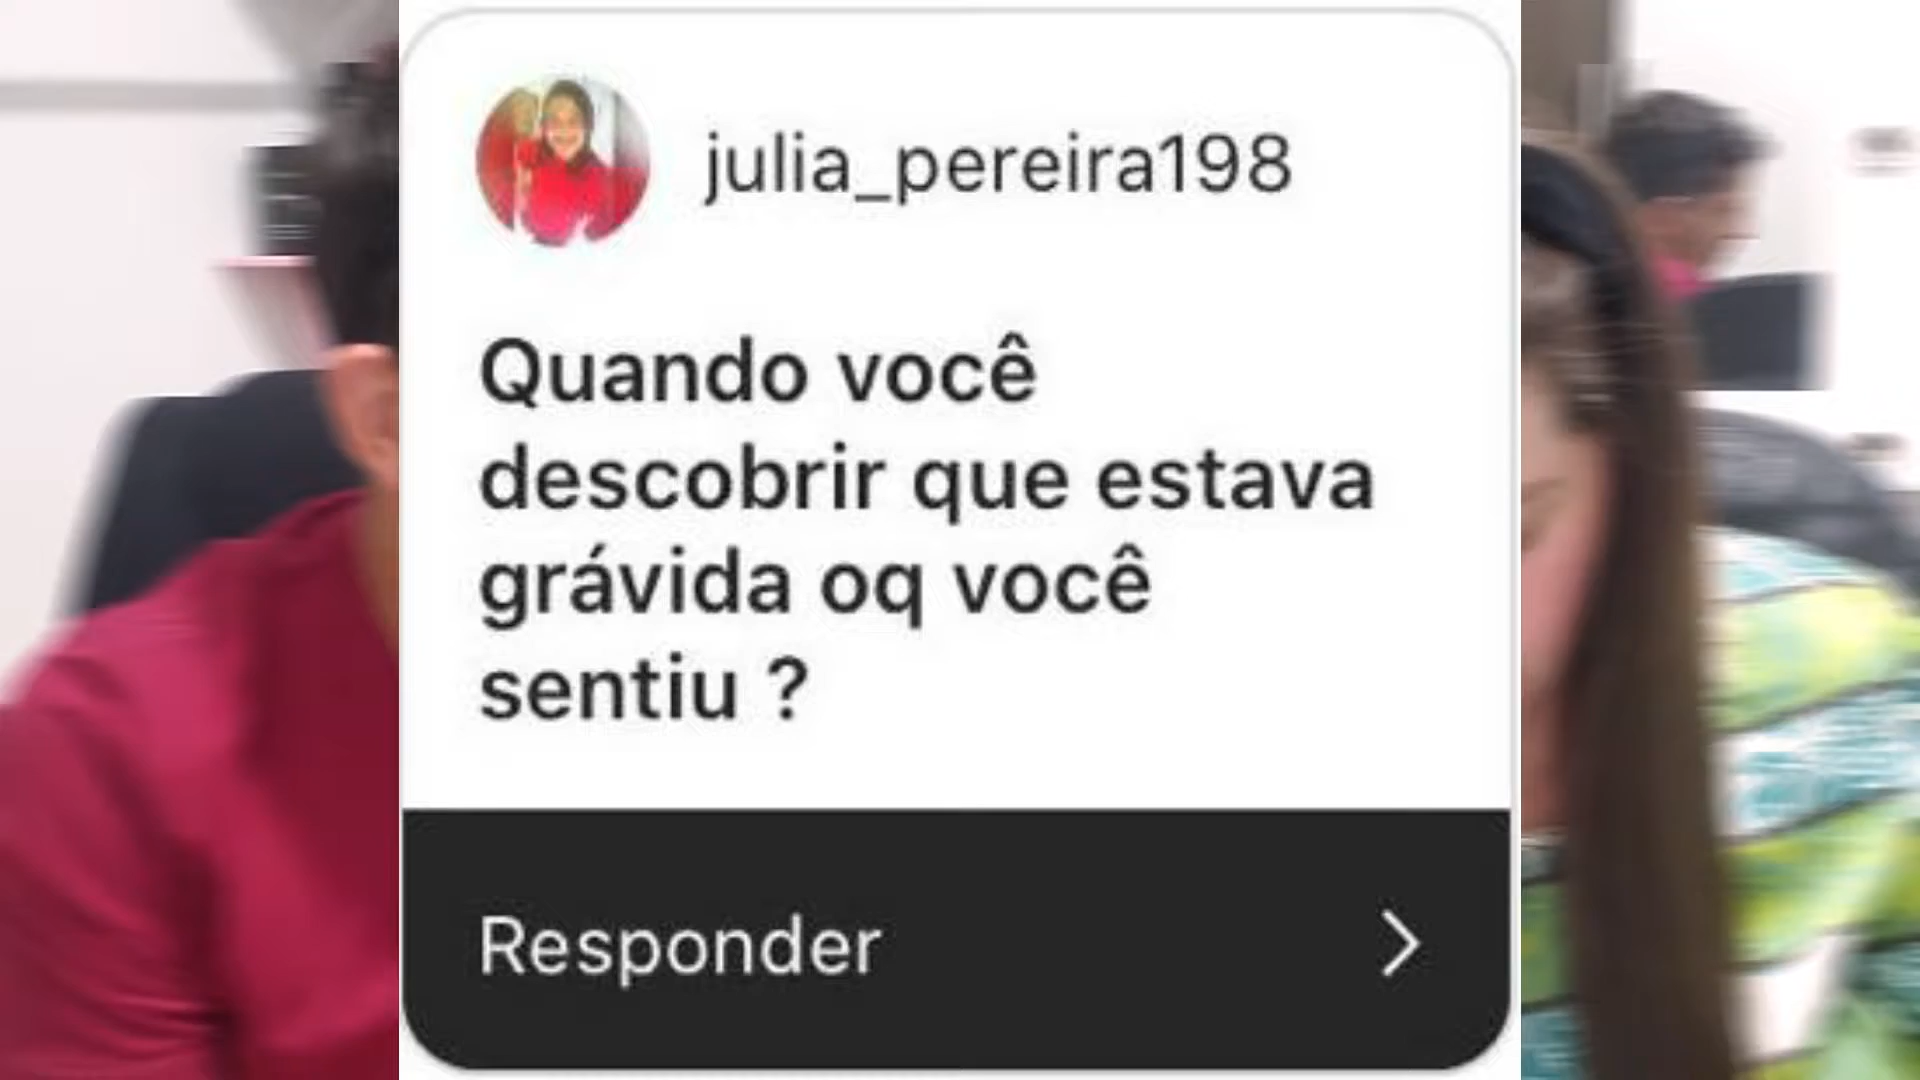 julia_pereira198
Quando você
descobrir que estava
grávida oq você
sentiu ?
Responder